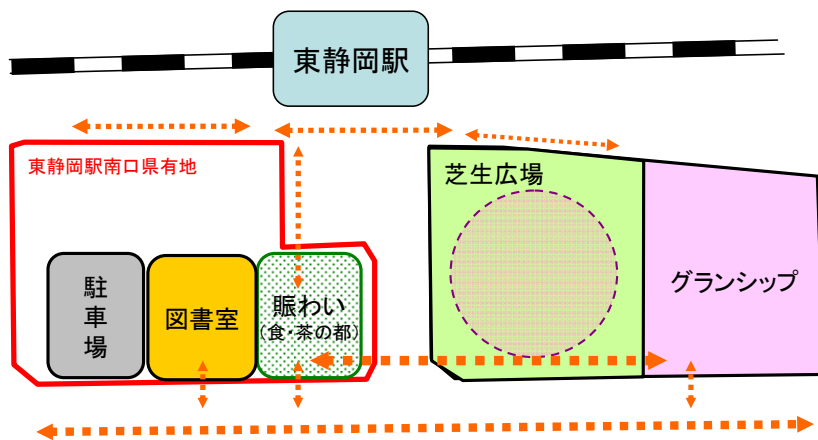 東静岡駅
東静岡駅南口県有地
芝生広場
駐車場
図書室
賑わい
(食・茶の都)
グランシップ